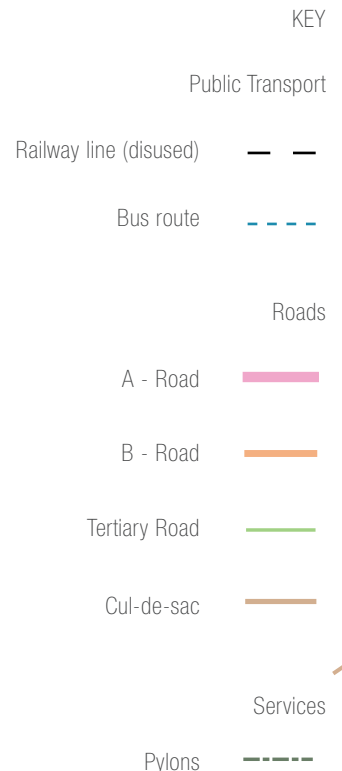 KEY
Public Transport
Railway line (disused)
Bus route
Roads
A - Road
B - Road
Tertiary Road
Cul-de-sac
Services
Pylons